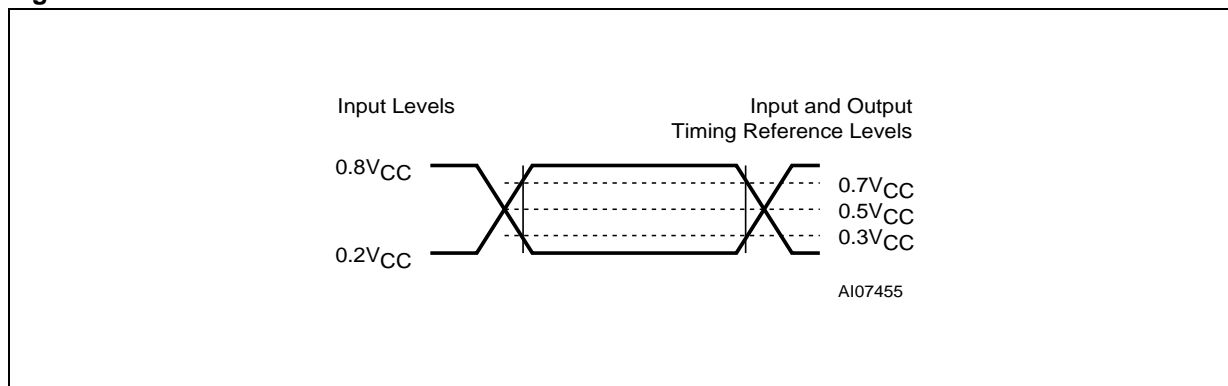 Input Levels
Input and Output
Timing Reference Levels
0.8VCC
0.7VCC
0.5VCC
0.3VCC
0.2VCC
AI07455